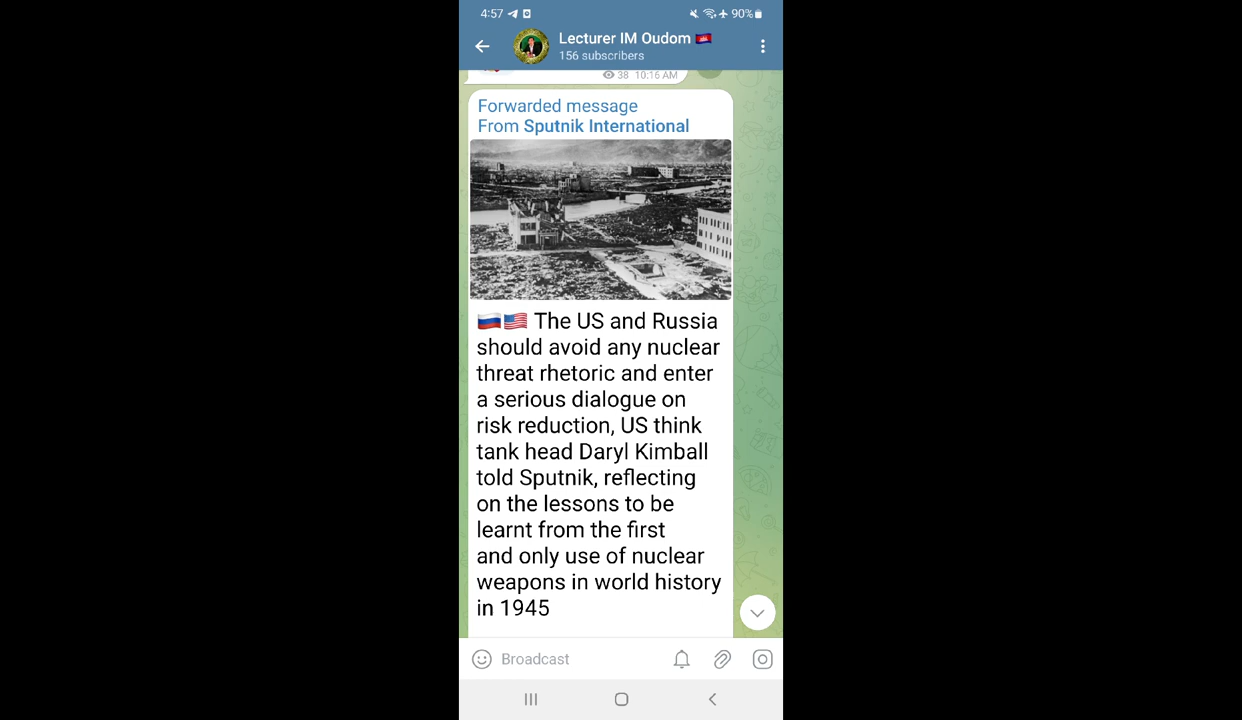 4:57 90%
Lecturer IM Oudom 🇰🇭
156 subscribers
38 10:16 AM
Forwarded message
From Sputnik International
🇷🇺🇺🇸 The US and Russia
should avoid any nuclear
threat rhetoric and enter
a serious dialogue on
risk reduction, US think
tank head Daryl Kimball
told Sputnik, reflecting
on the lessons to be
learnt from the first
and only use of nuclear
weapons in world history
in 1945
Broadcast